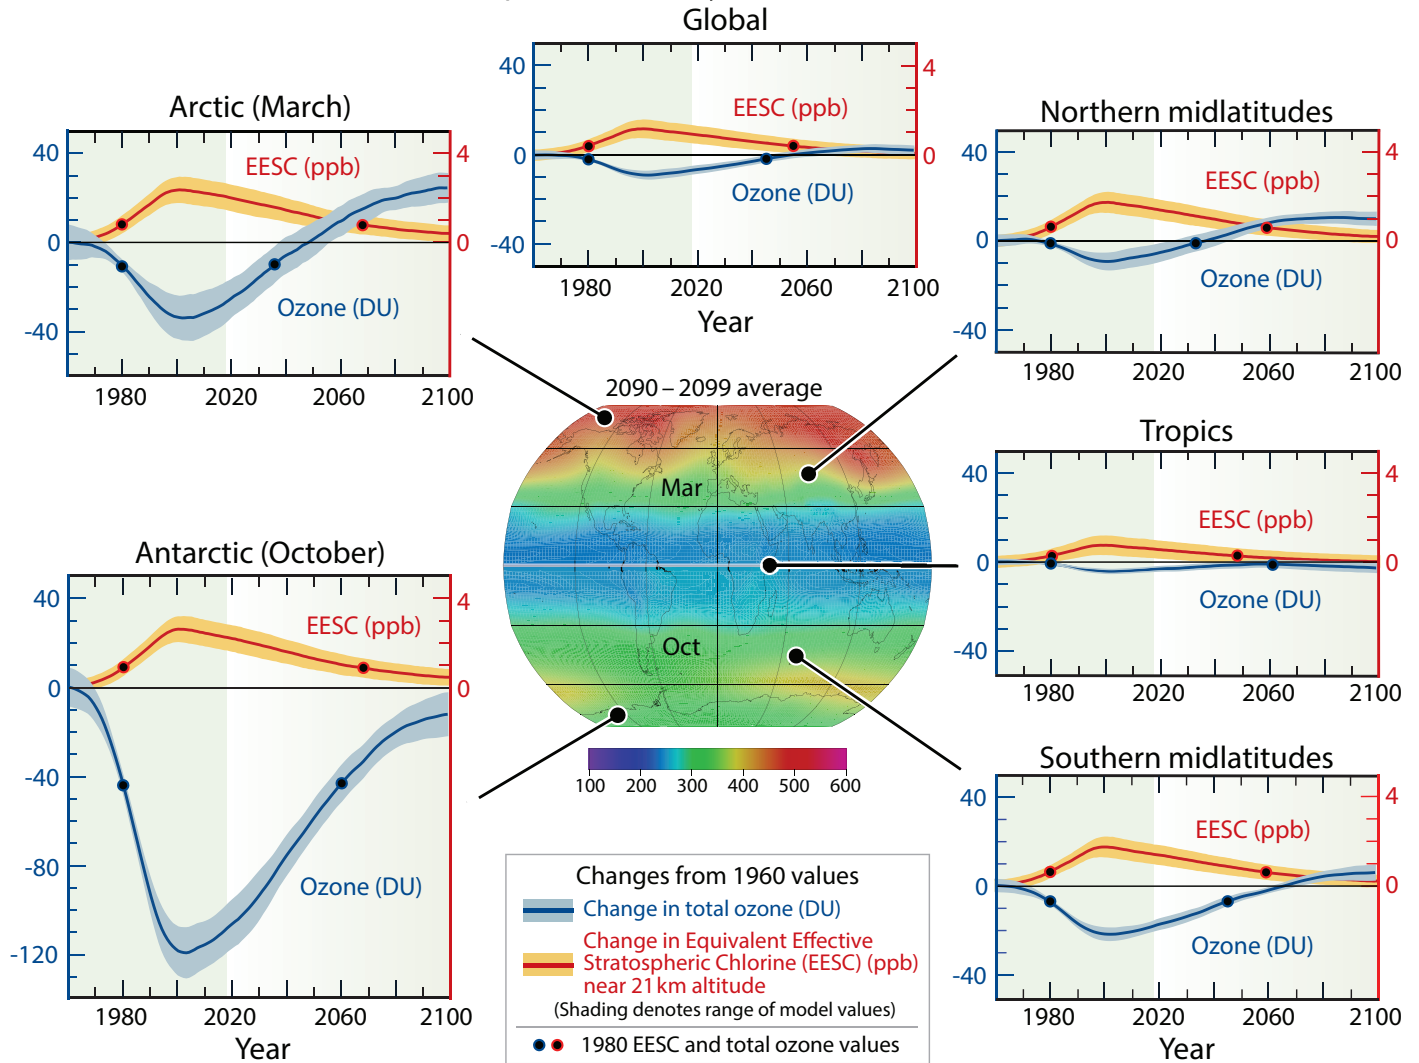 Global
40
0
-40
4
0
EESC (ppb)
Ozone (DU)
1980
2020
2060
2100
Year
Arctic (March)
40
0
-40
4
0
EESC (ppb)
Ozone (DU)
1980
2020
2060
2100
Northern midlatitudes
40
0
-40
4
0
EESC (ppb)
Ozone (DU)
1980
2020
2060
2100
2090 – 2099 average
Mar
Oct
100 200 300 400 500 600
Tropics
40
0
-40
4
0
EESC (ppb)
Ozone (DU)
1980
2020
2060
2100
Antarctic (October)
40
0
-40
-80
-120
4
0
EESC (ppb)
Ozone (DU)
1980
2020
2060
2100
Year
Southern midlatitudes
40
0
-40
4
0
EESC (ppb)
Ozone (DU)
1980
2020
2060
2100
Year
Changes from 1960 values
Change in total ozone (DU)
Change in Equivalent Effective
Stratospheric Chlorine (EESC) (ppb)
near 21 km altitude
(Shading denotes range of model values)
1980 EESC and total ozone values